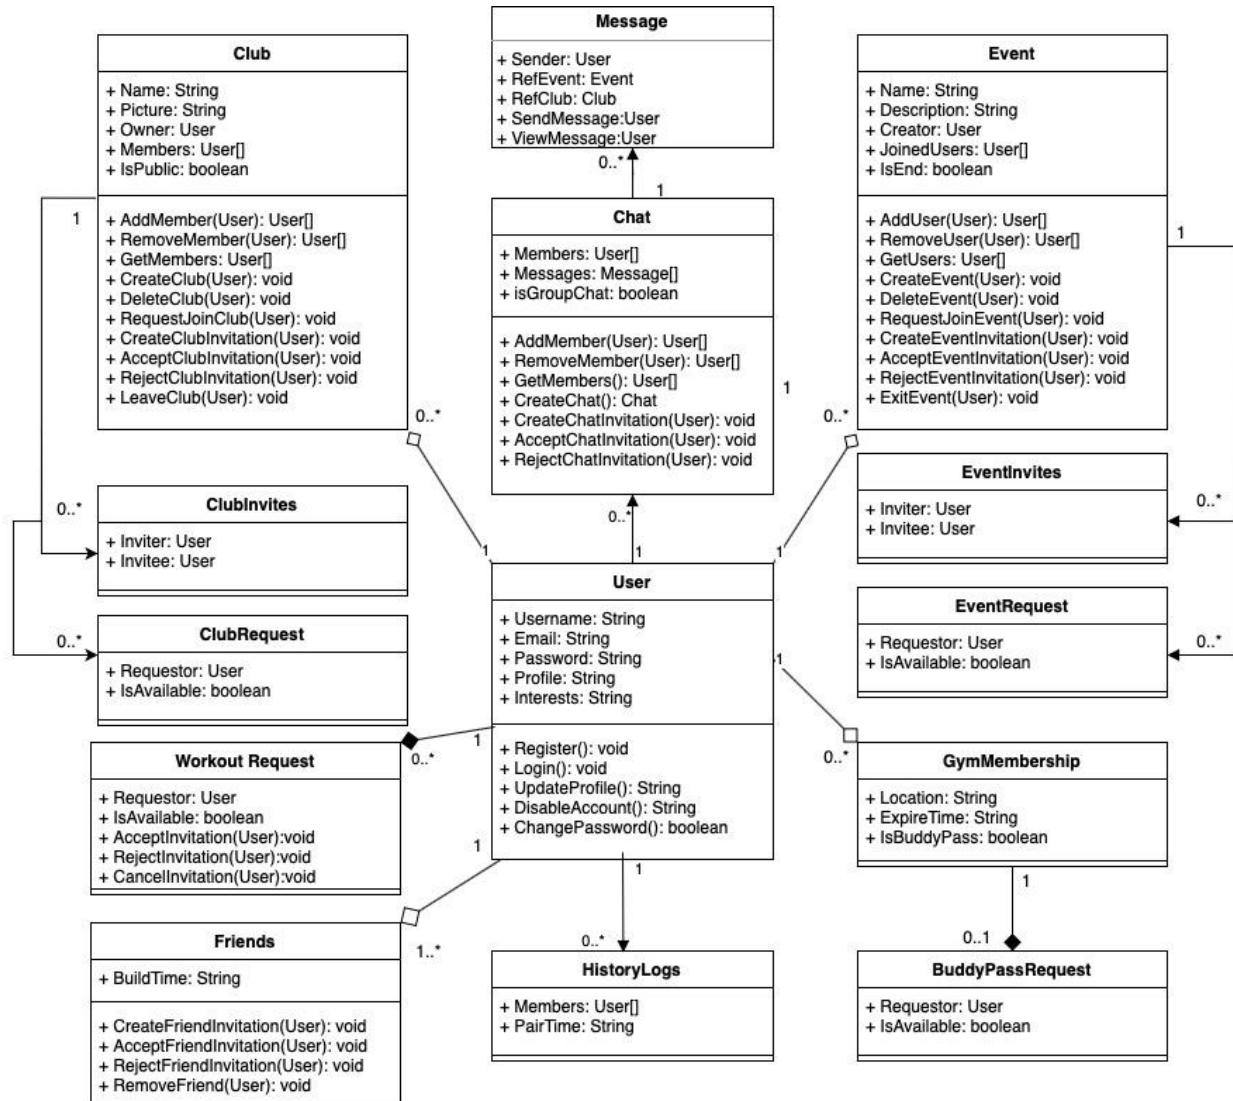 Club
+ Name: String
+ Picture: String
+ Owner: User
+ Members: User[]
+ IsPublic: boolean
+ AddMember(User): User[]
+ RemoveMember(User): User[]
+ GetMembers: User[]
+ CreateClub(User): void
+ DeleteClub(User): void
+ RequestJoinClub(User): void
+ CreateClubInvitation(User): void
+ AcceptClubInvitation(User): void
+ RejectClubInvitation(User): void
+ LeaveClub(User): void
1
0..*
0..*
ClubInvites
+ Inviter: User
+ Invitee: User
0..*
ClubRequest
+ Requestor: User
+ IsAvailable: boolean
Workout Request
+ Requestor: User
+ IsAvailable: boolean
+ AcceptInvitation(User):void
+ RejectInvitation(User):void
+ CancelInvitation(User):void
0..*
1
Friends
+ BuildTime: String
+ CreateFriendInvitation(User): void
+ AcceptFriendInvitation(User): void
+ RejectFriendInvitation(User): void
+ RemoveFriend(User): void
1..*
1
Message
+ Sender: User
+ RefEvent: Event
+ RefClub: Club
+ SendMessage:User
+ ViewMessage:User
0..*
1
Chat
+ Members: User[]
+ Messages: Message[]
+ isGroupChat: boolean
+ AddMember(User): User[]
+ RemoveMember(User): User[]
+ GetMembers(): User[]
+ CreateChat(): Chat
+ CreateChatInvitation(User): void
+ AcceptChatInvitation(User): void
+ RejectChatInvitation(User): void
1
0..*
1
1
1
User
+ Username: String
+ Email: String
+ Password: String
+ Profile: String
+ Interests: String
+ Register(): void
+ Login(): void
+ UpdateProfile(): String
+ DisableAccount(): String
+ ChangePassword(): boolean
1
1
0..*
HistoryLogs
+ Members: User[]
+ PairTime: String
Event
+ Name: String
+ Description: String
+ Creator: User
+ JoinedUsers: User[]
+ IsEnd: boolean
+ AddUser(User): User[]
+ RemoveUser(User): User[]
+ GetUsers: User[]
+ CreateEvent(User): void
+ DeleteEvent(User): void
+ RequestJoinEvent(User): void
+ CreateEventInvitation(User): void
+ AcceptEventInvitation(User): void
+ RejectEventInvitation(User): void
+ ExitEvent(User): void
1
0..*
EventInvites
+ Inviter: User
+ Invitee: User
0..*
EventRequest
+ Requestor: User
+ IsAvailable: boolean
0..*
0..*
GymMembership
+ Location: String
+ ExpireTime: String
+ IsBuddyPass: boolean
1
0..1
BuddyPassRequest
+ Requestor: User
+ IsAvailable: boolean